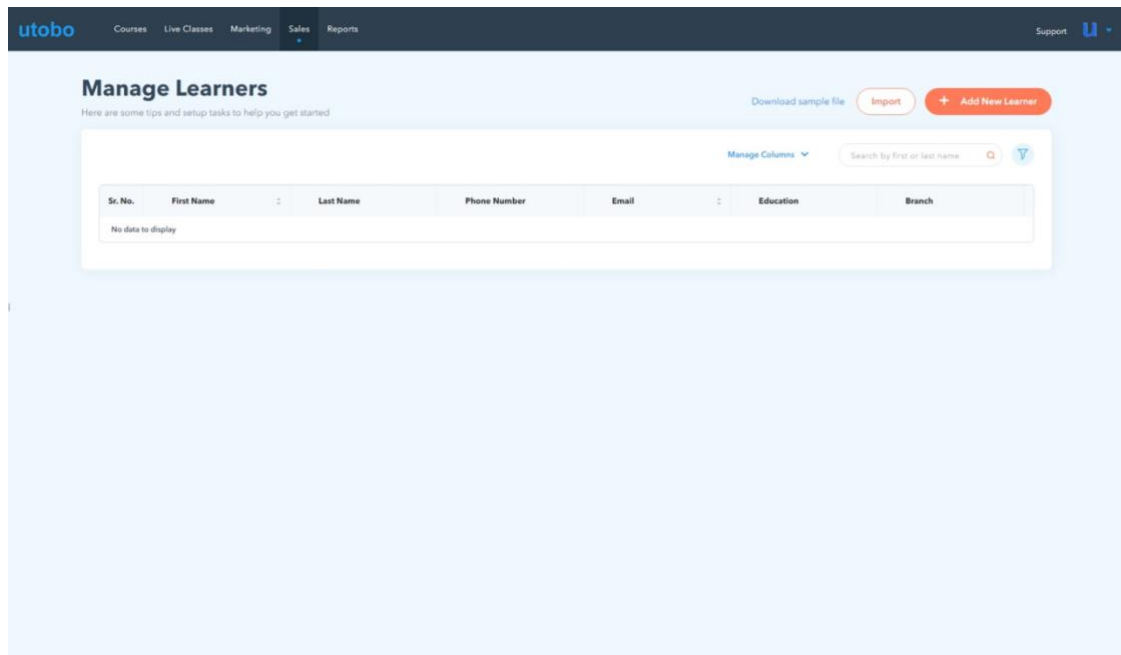 utobo Courses Live Classes Marketing Sales Reports Support U
Manage Learners
Here are some tips and setup tasks to help you get started
Download sample file Import + Add New Learner
Manage Columns Search by first or last name
Sr. No. First Name Last Name Phone Number Email Education Branch
No data to display